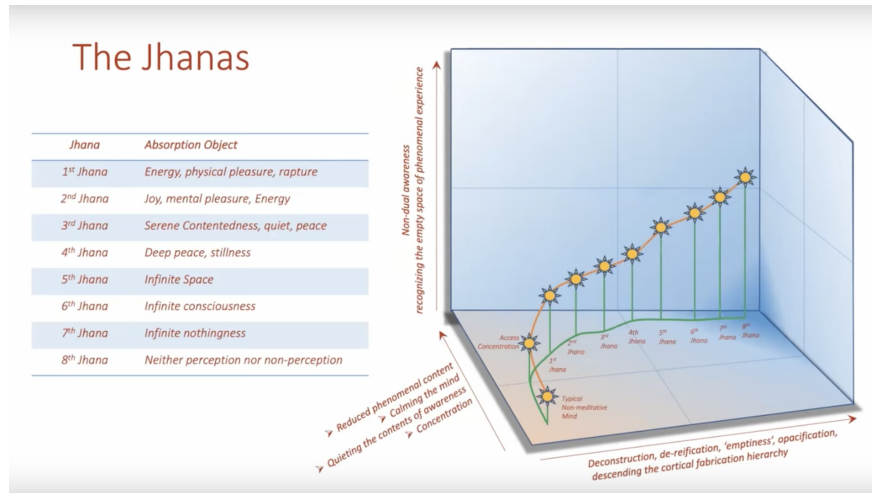 The Jhanas
Jhana Absorption Object
1st Jhana Energy, physical pleasure, rapture
2nd Jhana Joy, mental pleasure, Energy
3rd Jhana Serene Contentedness, quiet, peace
4th Jhana Deep peace, stillness
5th Jhana Infinite Space
6th Jhana Infinite consciousness
7th Jhana Infinite nothingness
8th Jhana Neither perception nor non-perception
Non-dual awareness
recognizing the empty space of phenomenal experience
Access
Concentration
1st
Jhana
2nd
Jhana
3rd
Jhana
4th
Jhana
5th
Jhana
6th
Jhana
7th
Jhana
8th
Jhana
Typical
Non-meditative
Mind
➢ Reduced phenomenal content
➢ Calming the mind
➢ Quieting the contents of awareness
➢ Concentration
Deconstruction, de-reification, 'emptiness', opacification,
descending the cortical fabrication hierarchy